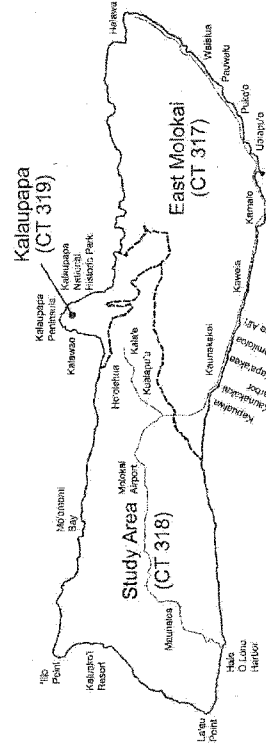 Kalaupapa
(CT 319)
Kalaupapa
Peninsula
Kalawao
Kalaupapa
National
Historic Park
Halawa
'Ilio
Point
Mo'omomi
Bay
Kaluako'i
Resort
Ho'olehua
Kala'e
Kualapu'u
Molokai
Airport
Study Area
(CT 318)
Maunaloa
East Molokai
(CT 317)
Waialua
Pauwalu
Puko'o
Kamalo
Kawela
Kaunakakai
La'au
Point
Hale
O Lono
Harbor